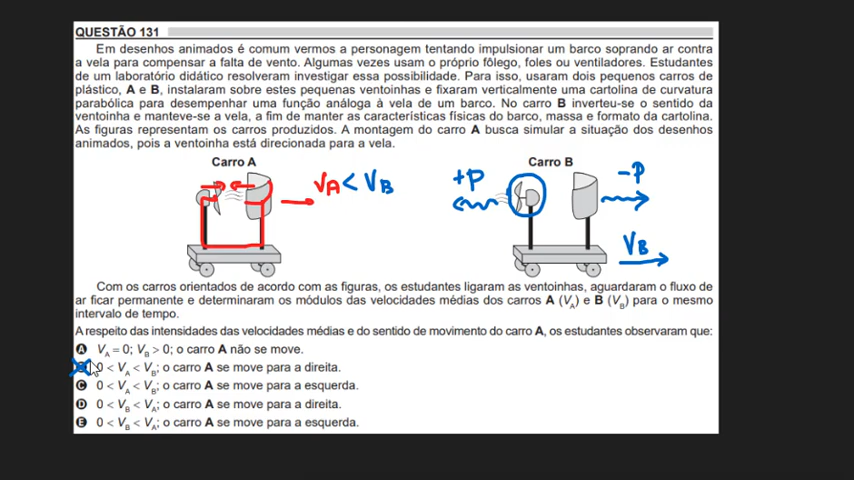 QUESTÃO 131
Em desenhos animados é comum vermos a personagem tentando impulsionar um barco soprando ar contra
a vela para compensar a falta de vento. Algumas vezes usam o próprio fôlego, foles ou ventiladores. Estudantes
de um laboratório didático resolveram investigar essa possibilidade. Para isso, usaram dois pequenos carros de
plástico, A e B, instalaram sobre estes pequenas ventoinhas e fixaram verticalmente uma cartolina de curvatura
parabólica para desempenhar uma função análoga à vela de um barco. No carro B inverteu-se o sentido da
ventoinha e manteve-se a vela, a fim de manter as características físicas do barco, massa e formato da cartolina.
As figuras representam os carros produzidos. A montagem do carro A busca simular a situação dos desenhos
animados, pois a ventoinha está direcionada para a vela.
Carro A Carro B
VA < VB +P -P
VB
Com os carros orientados de acordo com as figuras, os estudantes ligaram as ventoinhas, aguardaram o fluxo de
ar ficar permanente e determinaram os módulos das velocidades médias dos carros A (VA) e B (VB) para o mesmo
intervalo de tempo.
A respeito das intensidades das velocidades médias e do sentido de movimento do carro A, os estudantes observaram que:
A VA = 0; VB > 0; o carro A não se move.
0 < VA < VB; o carro A se move para a direita.
C 0 < VA < VB; o carro A se move para a esquerda.
D 0 < VB < VA; o carro A se move para a direita.
E 0 < VB < VA; o carro A se move para a esquerda.